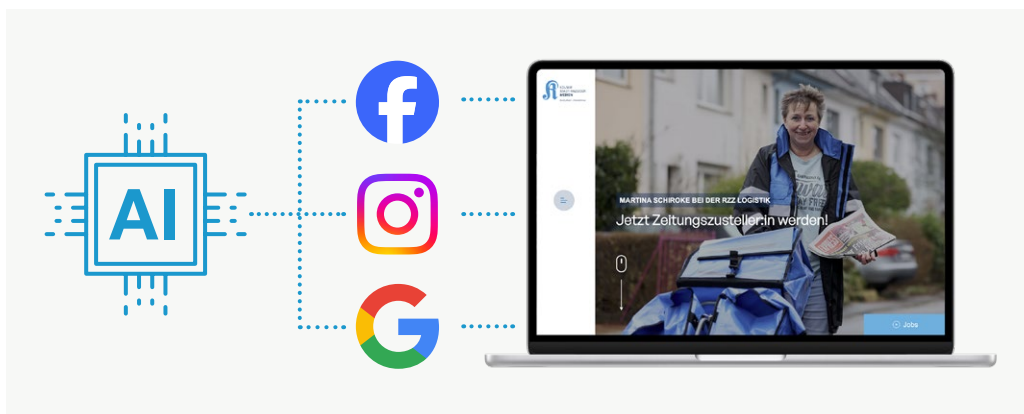 AI
MARTINA SCHIROKE BEI DER RZZ LOGISTIK
Jetzt Zeitungszusteller:in werden!
Jobs